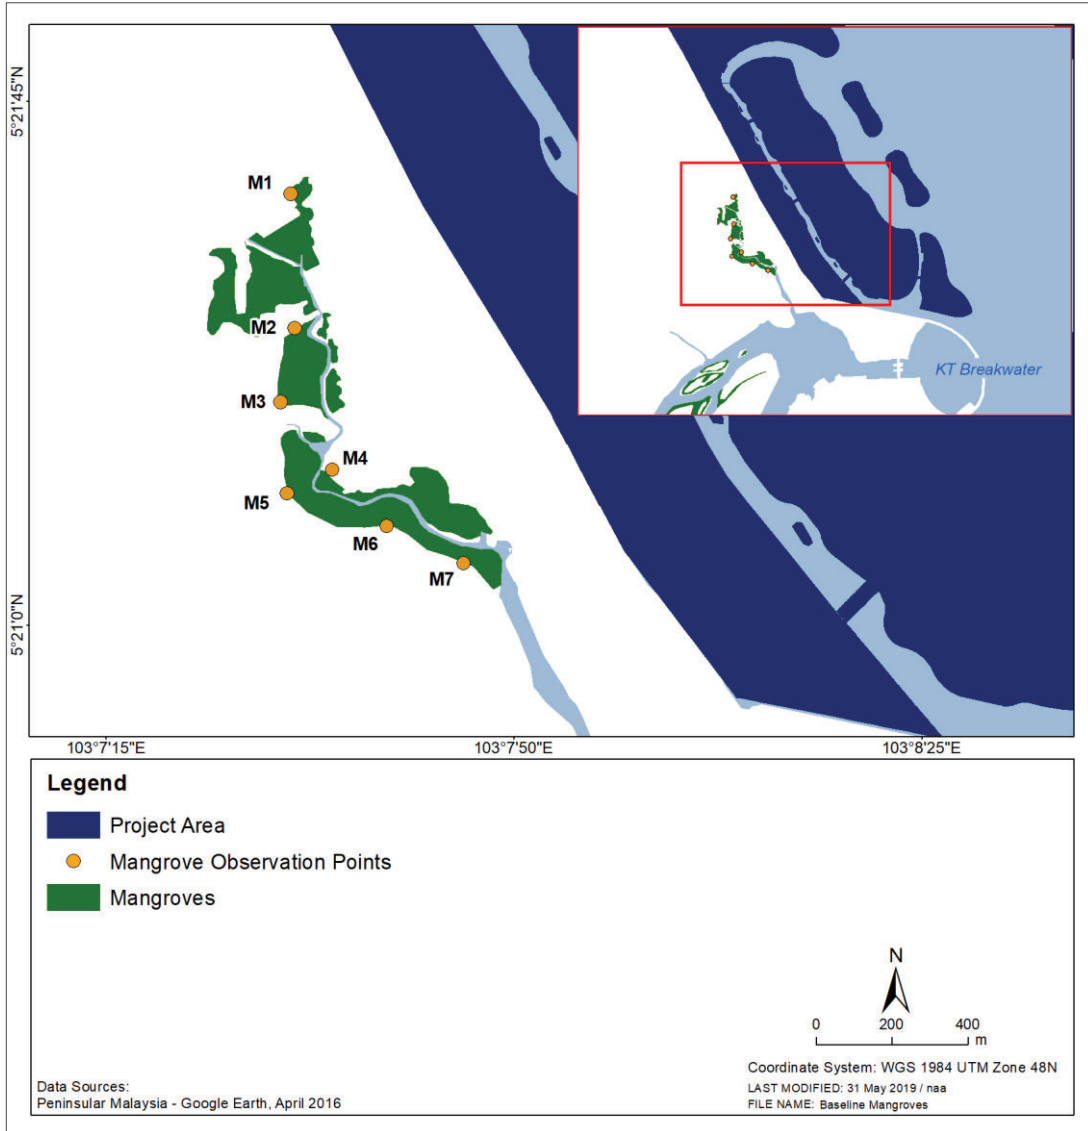 5°21'45"N
M1
M2
M3
M4
M5
M6
M7
KT Breakwater
5°21'0"N
103°7'15"E
103°7'50"E
103°8'25"E
Legend
Project Area
Mangrove Observation Points
Mangroves
N
0 200 400
m
Coordinate System: WGS 1984 UTM Zone 48N
LAST MODIFIED: 31 May 2019 / naa
FILE NAME: Baseline Mangroves
Data Sources:
Peninsular Malaysia - Google Earth, April 2016